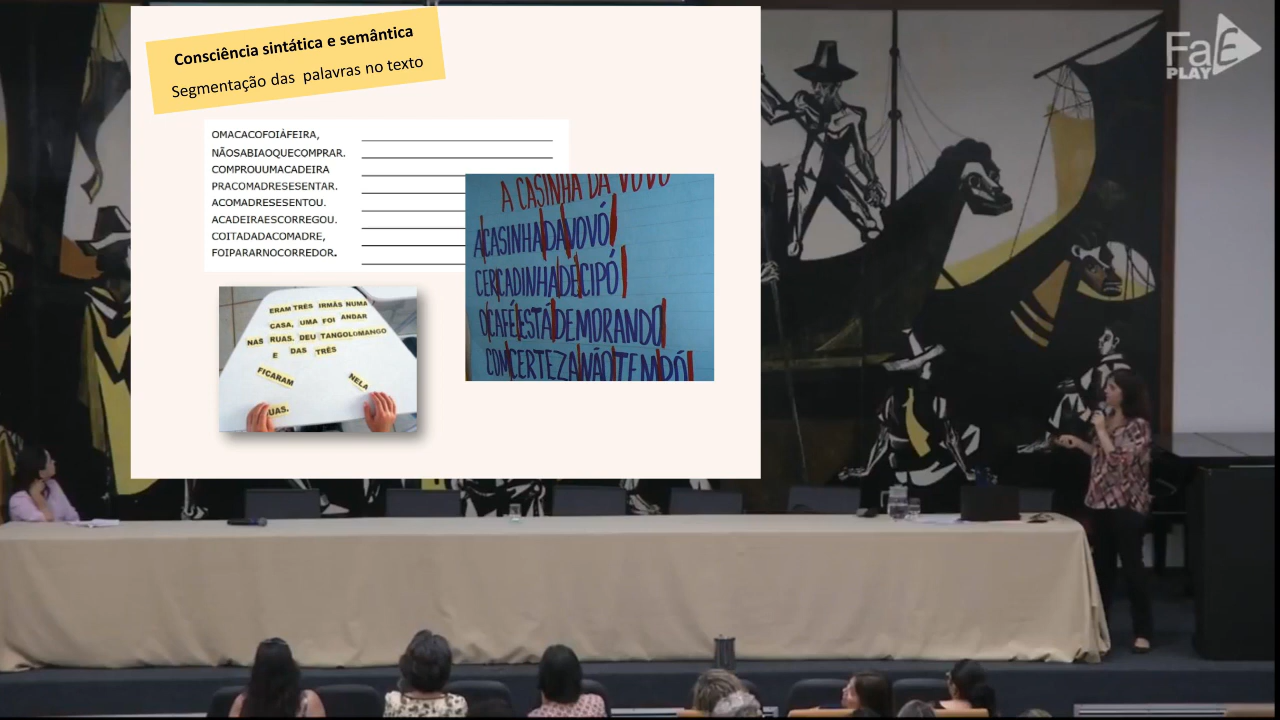 Consciência sintática e semântica
Segmentação das palavras no texto
OMACACOFOIÀFEIRA,
NÃOSABIAOQUECOMPRAR.
COMPROUUMACADEIRA
PRACOMADRESESENTAR.
ACOMADRESESENTOU.
ACADEIRAESCORREGOU.
COITADADACOMADRE,
FOIPARARNOCORREDOR.
A CASINHA DA VOVÓ
ACASINHADAVOVÓ
CERCADINHADECIPÓ
OCAFÉESTÁDEMORANDO
COMCERTEZANÃOTEMPÓ
ERAM TRÊS IRMÃS NUMA
CASA, UMA FOI ANDAR
NAS RUAS. DEU TANGOLOMANGO
E DAS TRÊS
FICARAM NELA
UAS.
FaE
PLAY